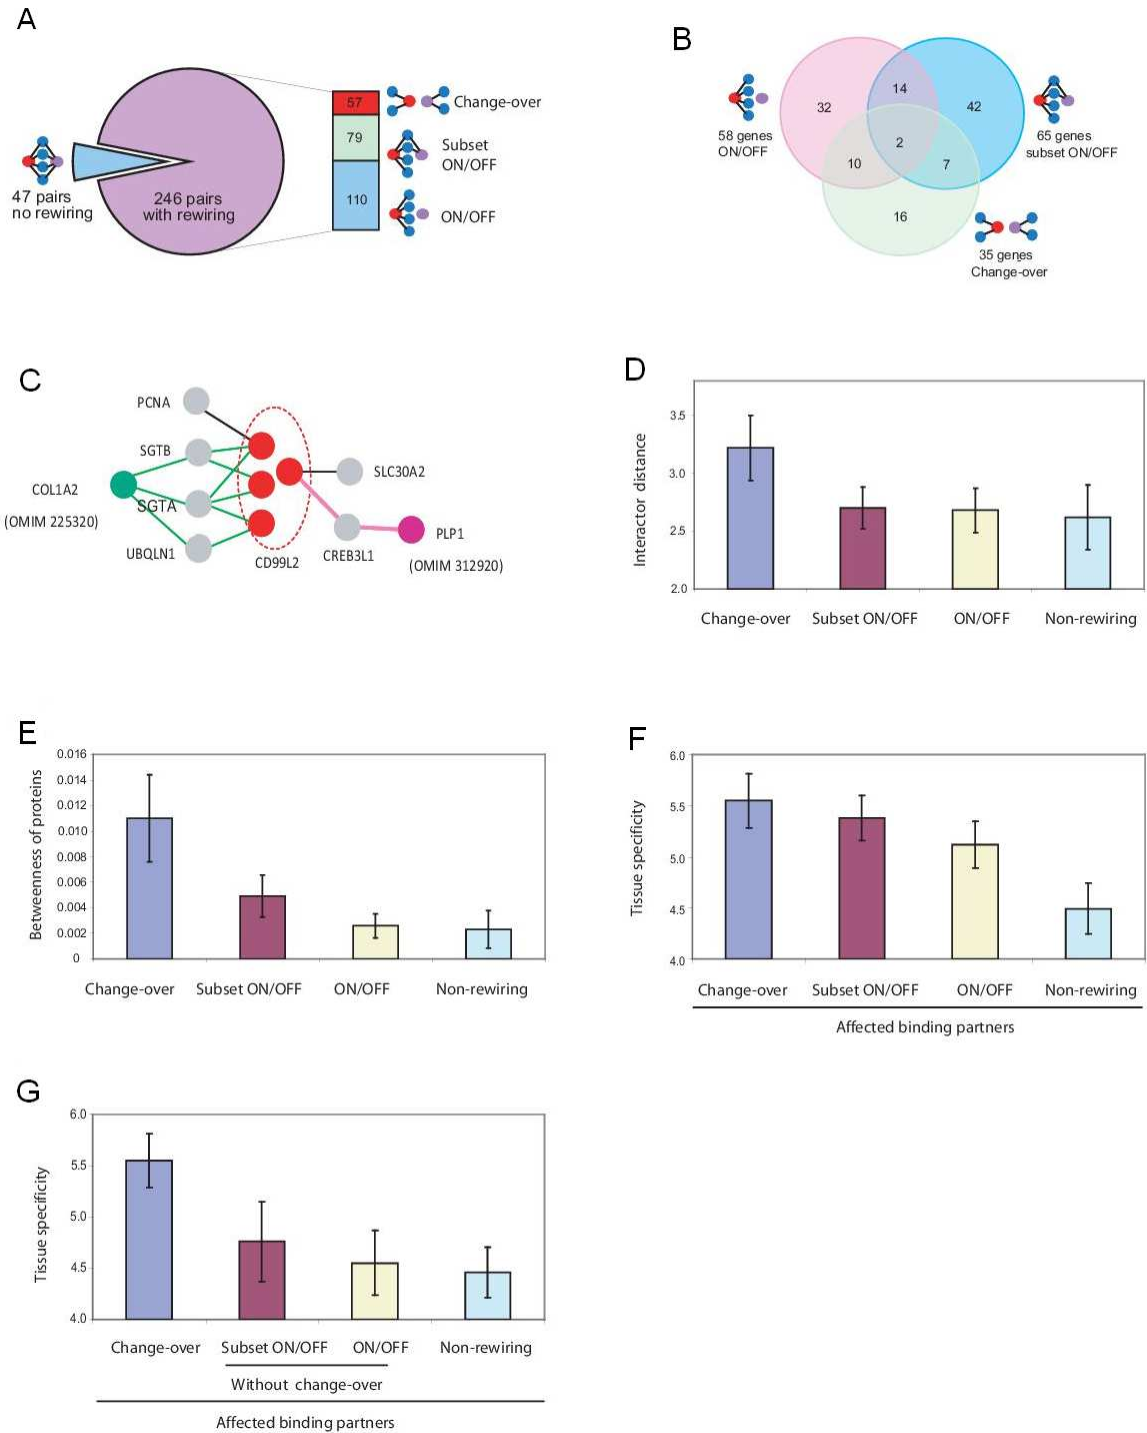 A
57
Change-over
79
Subset
ON/OFF
110
ON/OFF
47 pairs
no rewiring
246 pairs
with rewiring
B
14
32
42
2
10
7
16
58 genes
ON/OFF
65 genes
subset ON/OFF
35 genes
Change-over
C
PCNA
SGTB
COL1A2
SGTA
(OMIM 225320)
UBQLN1
CD99L2
SLC30A2
CREB3L1
PLP1
(OMIM 312920)
D
Interactor distance
3.5
3.0
2.5
2.0
Change-over Subset ON/OFF ON/OFF Non-rewiring
E
Betweenness of proteins
0.016
0.014
0.012
0.010
0.008
0.006
0.004
0.002
0
Change-over Subset ON/OFF ON/OFF Non-rewiring
F
Tissue specificity
6.0
5.5
5.0
4.5
4.0
Change-over Subset ON/OFF ON/OFF Non-rewiring
Affected binding partners
G
Tissue specificity
6.0
5.5
5.0
4.5
4.0
Change-over Subset ON/OFF ON/OFF Non-rewiring
Without change-over
Affected binding partners